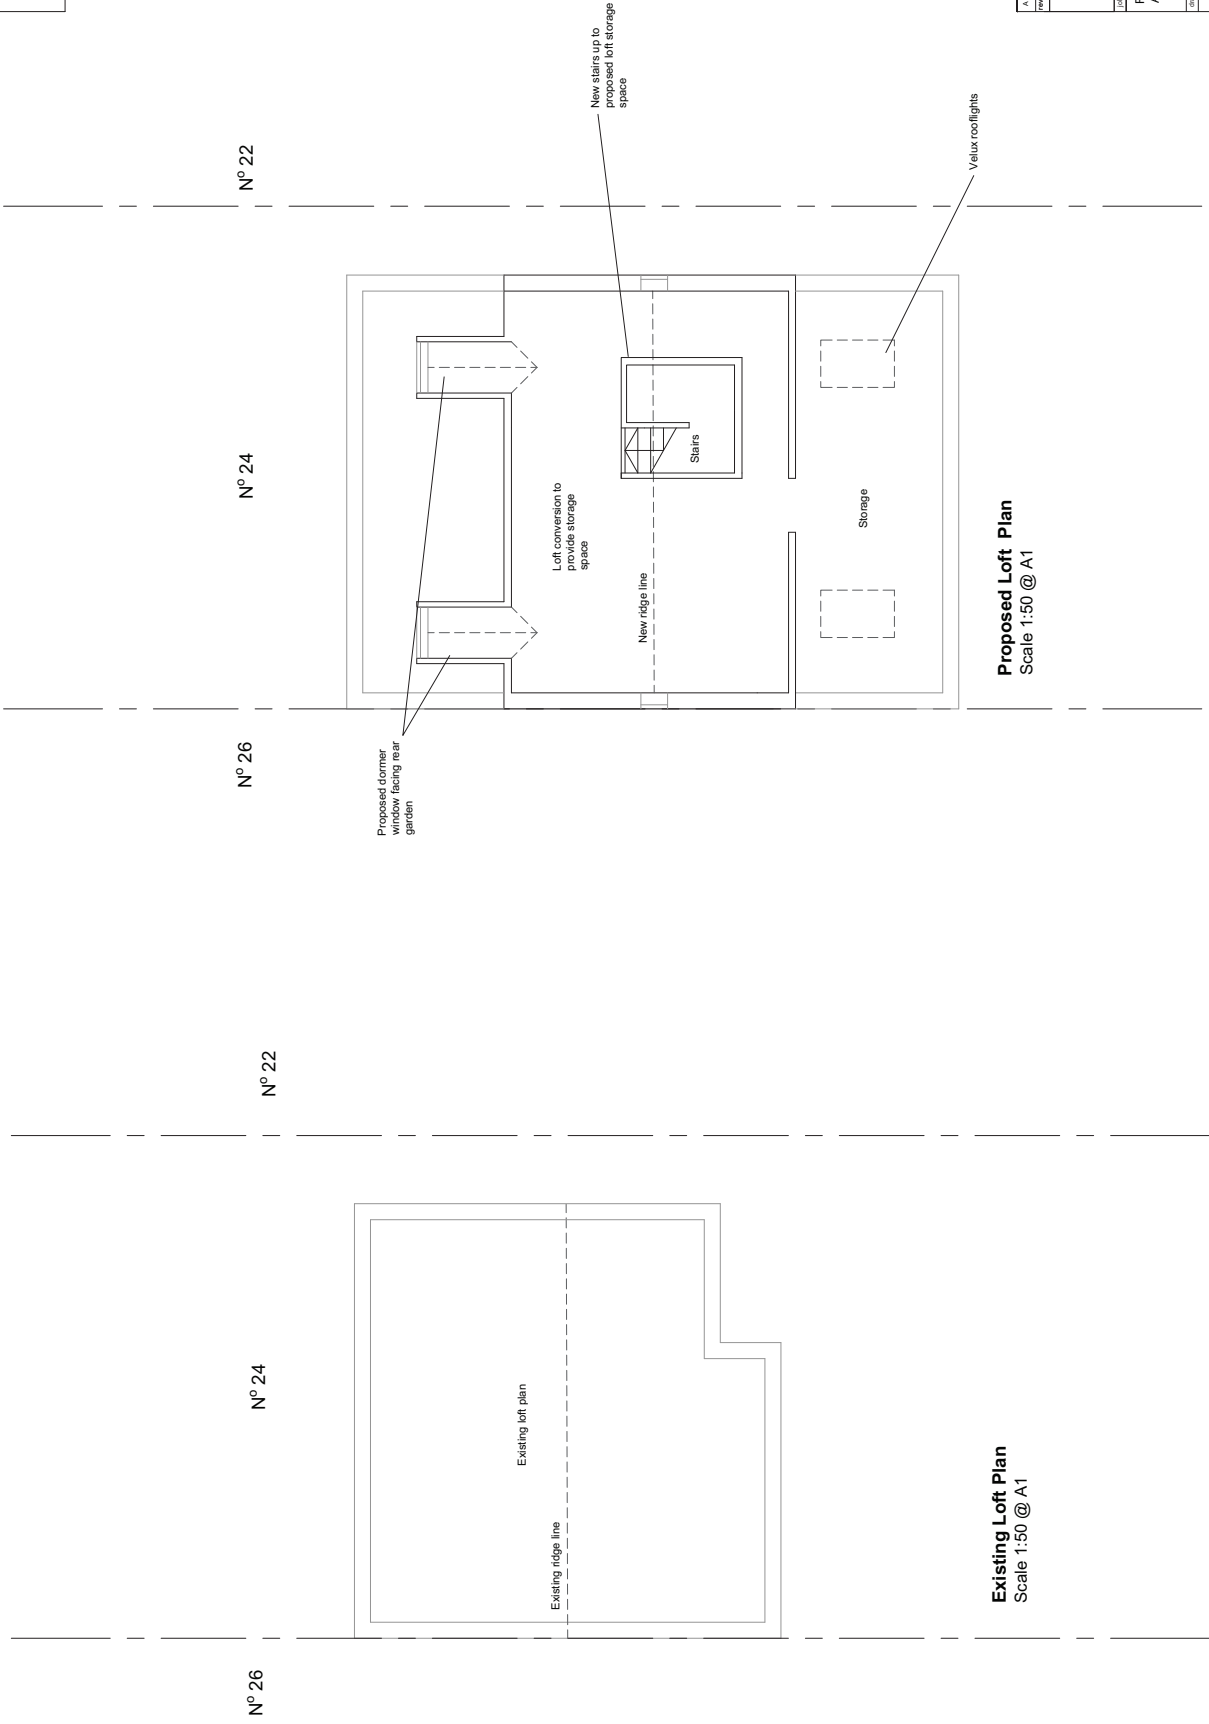 Nº 26
Nº 24
Nº 22
Existing loft plan
Existing ridge line
Existing Loft Plan
Scale 1:50 @ A1
Nº 26
Nº 24
Nº 22
Proposed dormer
window facing rear
garden
Loft conversion to
provide storage
space
New ridge line
Stairs
Storage
New stairs up to
proposed loft storage
space
Velux rooflights
Proposed Loft Plan
Scale 1:50 @ A1
A
rev